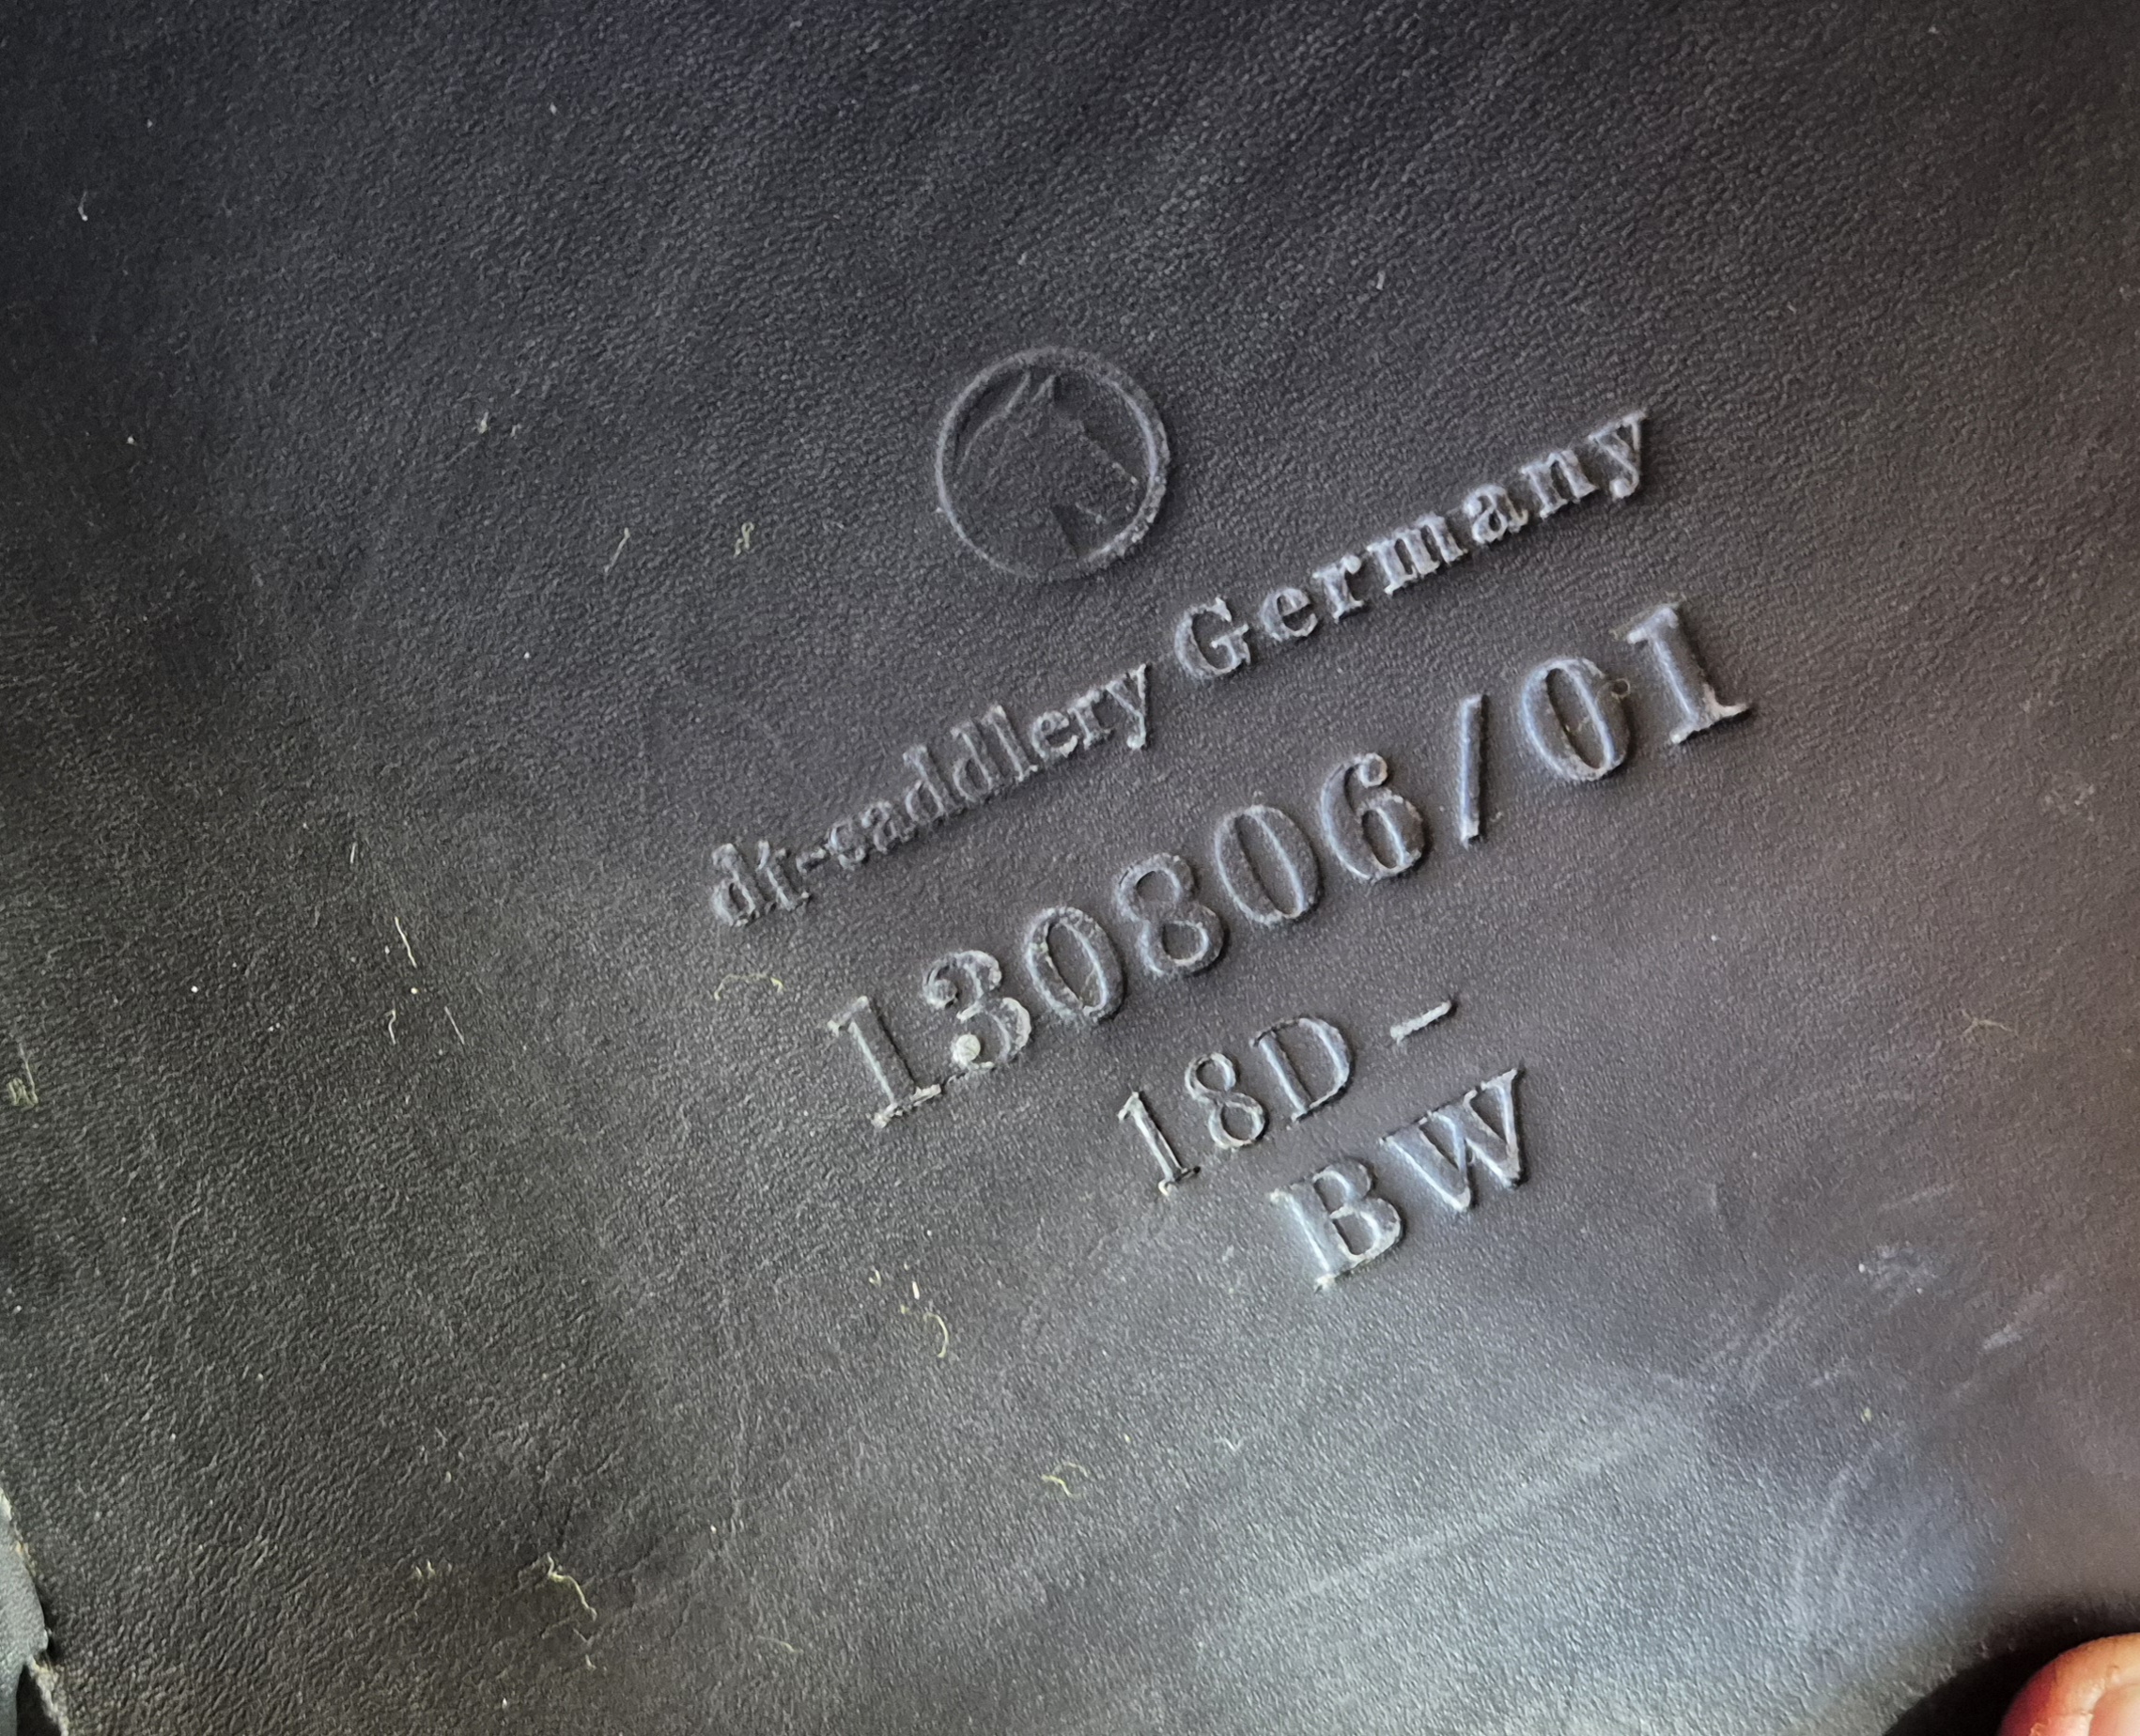 dt-saddlery Germany
130806/01
18D -
BW